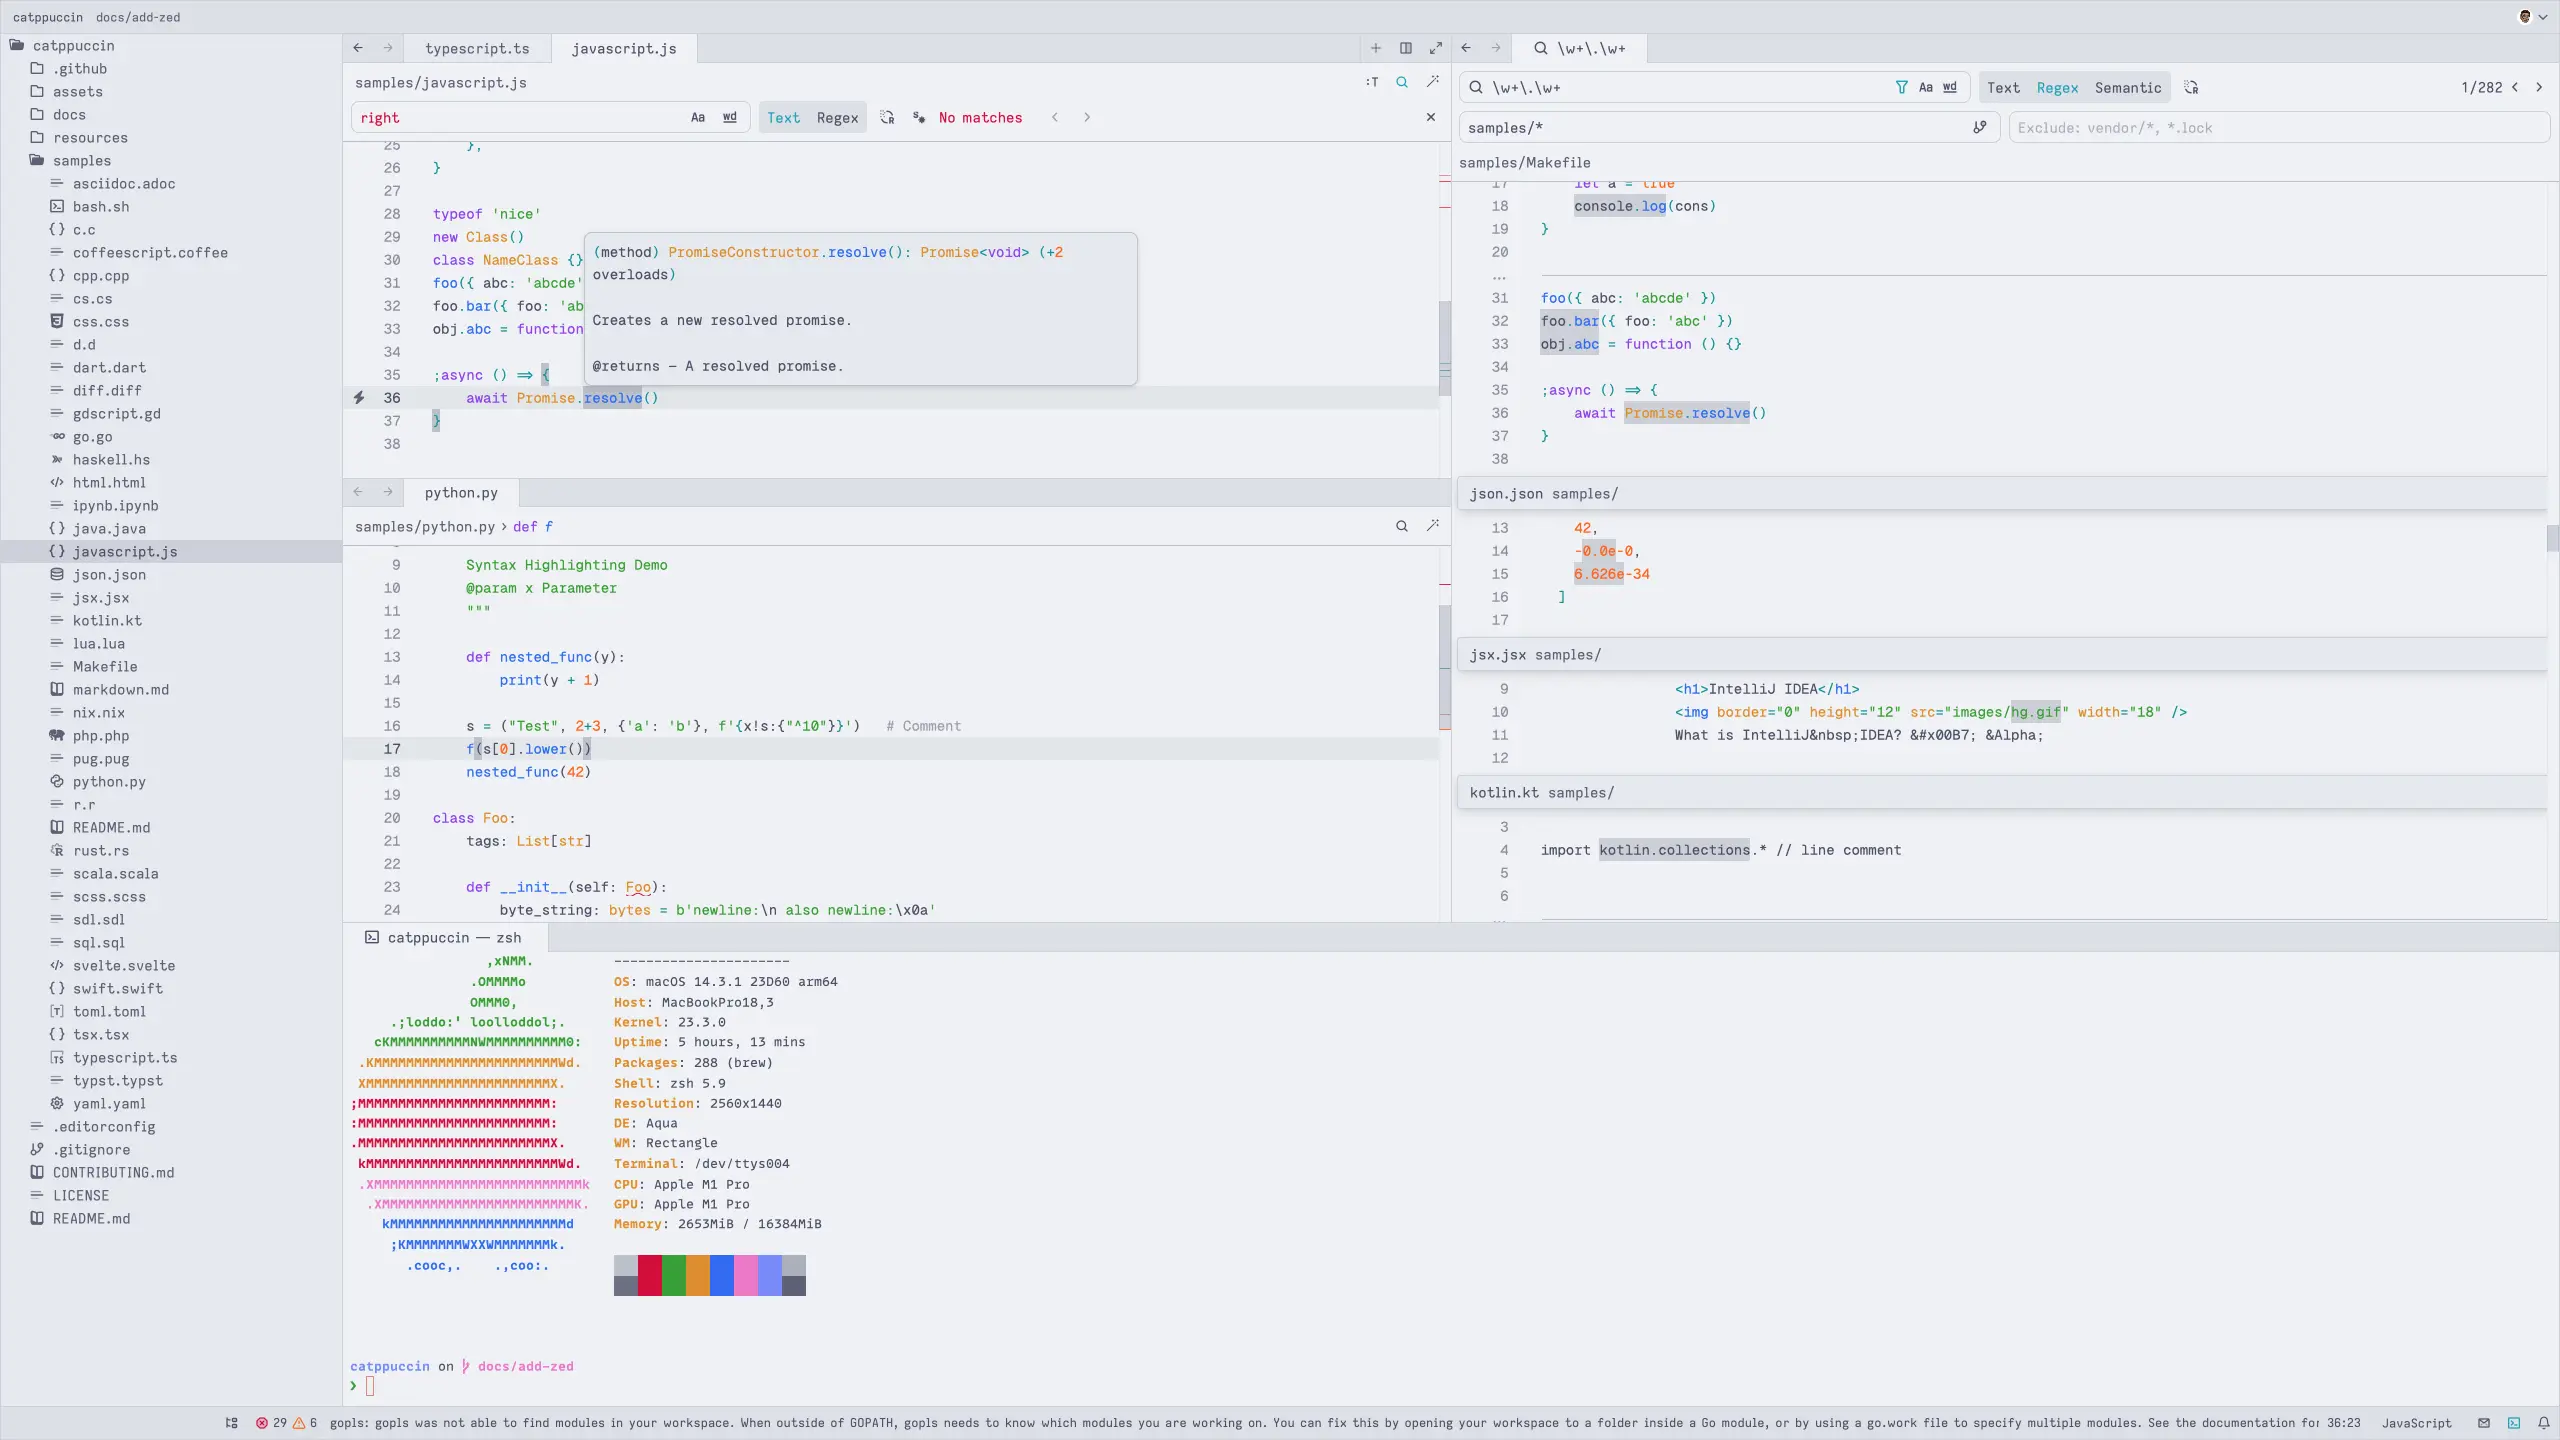 catppuccin docs/add-zed
catppuccin
.github
assets
docs
resources
samples
asciidoc.adoc
bash.sh
c.c
coffeescript.coffee
cpp.cpp
cs.cs
css.css
d.d
dart.dart
diff.diff
gdscript.gd
go.go
haskell.hs
html.html
ipynb.ipynb
java.java
javascript.js
json.json
jsx.jsx
kotlin.kt
lua.lua
Makefile
markdown.md
nix.nix
php.php
pug.pug
python.py
r.r
README.md
rust.rs
scala.scala
scss.scss
sdl.sdl
sql.sql
svelte.svelte
swift.swift
toml.toml
tsx.tsx
typescript.ts
typst.typst
yaml.yaml
.editorconfig
.gitignore
CONTRIBUTING.md
LICENSE
README.md
typescript.ts javascript.js
samples/javascript.js :T
right Aa wd Text Regex No matches
25 },
26 }
27
28 typeof 'nice'
29 new Class()
30 class NameClass {}
31 foo({ abc: 'abcde'
32 foo.bar({ foo: 'ab
33 obj.abc = function
34
35 ;async () => {
36 await Promise.resolve()
37 }
38
(method) PromiseConstructor.resolve(): Promise<void> (+2
overloads)
Creates a new resolved promise.
@returns — A resolved promise.
python.py
samples/python.py › def f
9 Syntax Highlighting Demo
10 @param x Parameter
11 """
12
13 def nested_func(y):
14 print(y + 1)
15
16 s = ("Test", 2+3, {'a': 'b'}, f'{x!s:{"^10"}}') # Comment
17 f(s[0].lower())
18 nested_func(42)
19
20 class Foo:
21 tags: List[str]
22
23 def __init__(self: Foo):
24 byte_string: bytes = b'newline:\n also newline:\x0a'
\w+\.\w+
\w+\.\w+ Aa wd Text Regex Semantic 1/282
samples/* Exclude: vendor/*, *.lock
samples/Makefile
17 let a = true
18 console.log(cons)
19 }
20
...
31 foo({ abc: 'abcde' })
32 foo.bar({ foo: 'abc' })
33 obj.abc = function () {}
34
35 ;async () => {
36 await Promise.resolve()
37 }
38
json.json samples/
13 42,
14 -0.0e-0,
15 6.626e-34
16 ]
17
jsx.jsx samples/
9 <h1>IntelliJ IDEA</h1>
10 <img border="0" height="12" src="images/hg.gif" width="18" />
11 What is IntelliJ&nbsp;IDEA? &#x00B7; &Alpha;
12
kotlin.kt samples/
3
4 import kotlin.collections.* // line comment
5
6
catppuccin — zsh
,xNMM. ----------------------
.OMMMMo OS: macOS 14.3.1 23D60 arm64
OMMM0, Host: MacBookPro18,3
.;loddo:' loolloddol;. Kernel: 23.3.0
cKMMMMMMMMMMNWMMMMMMMMMM0: Uptime: 5 hours, 13 mins
.KMMMMMMMMMMMMMMMMMMMMMMMWd. Packages: 288 (brew)
XMMMMMMMMMMMMMMMMMMMMMMMX. Shell: zsh 5.9
;MMMMMMMMMMMMMMMMMMMMMMMM: Resolution: 2560x1440
:MMMMMMMMMMMMMMMMMMMMMMMM: DE: Aqua
.MMMMMMMMMMMMMMMMMMMMMMMMX. WM: Rectangle
kMMMMMMMMMMMMMMMMMMMMMMMMWd. Terminal: /dev/ttys004
.XMMMMMMMMMMMMMMMMMMMMMMMMMMk CPU: Apple M1 Pro
.XMMMMMMMMMMMMMMMMMMMMMMMMK. GPU: Apple M1 Pro
kMMMMMMMMMMMMMMMMMMMMMMd Memory: 2653MiB / 16384MiB
;KMMMMMMMWXXWMMMMMMMk.
.cooc,. .,coo:.
catppuccin on docs/add-zed
❯
29 6 gopls: gopls was not able to find modules in your workspace. When outside of GOPATH, gopls needs to know which modules you are working on. You can fix this by opening your workspace to a folder inside a Go module, or by using a go.work file to specify multiple modules. See the documentation for 36:23 JavaScript